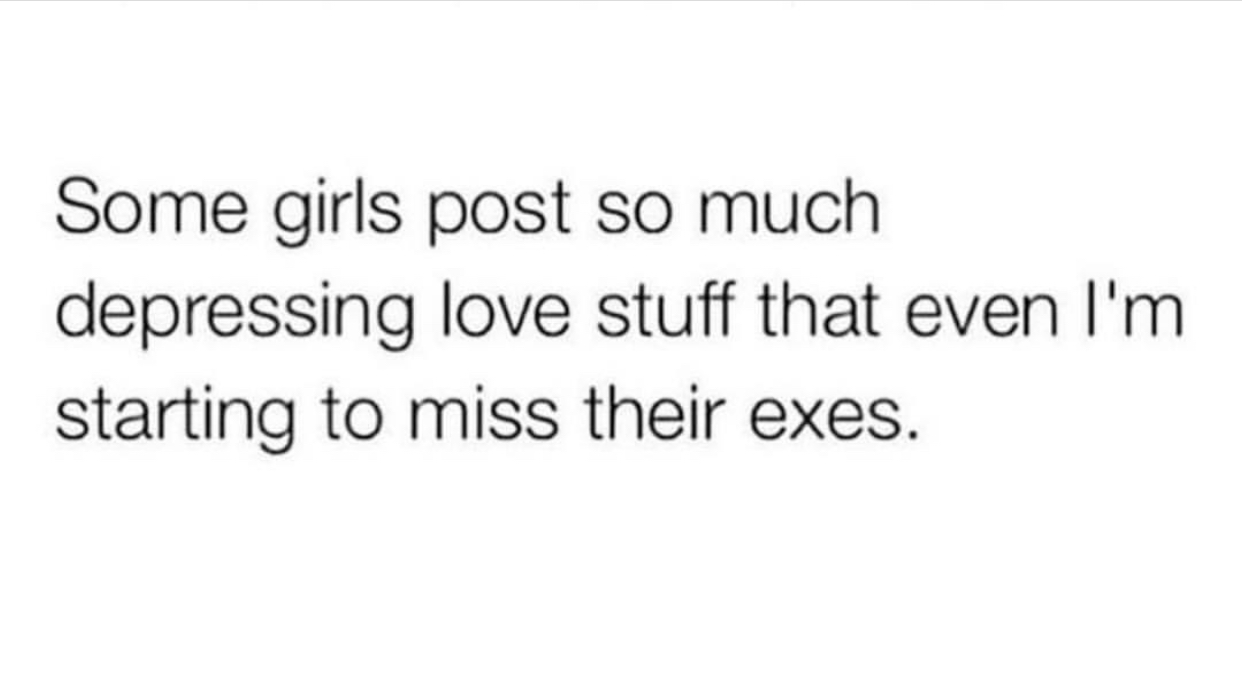 Some girls post so much
depressing love stuff that even I'm
starting to miss their exes.